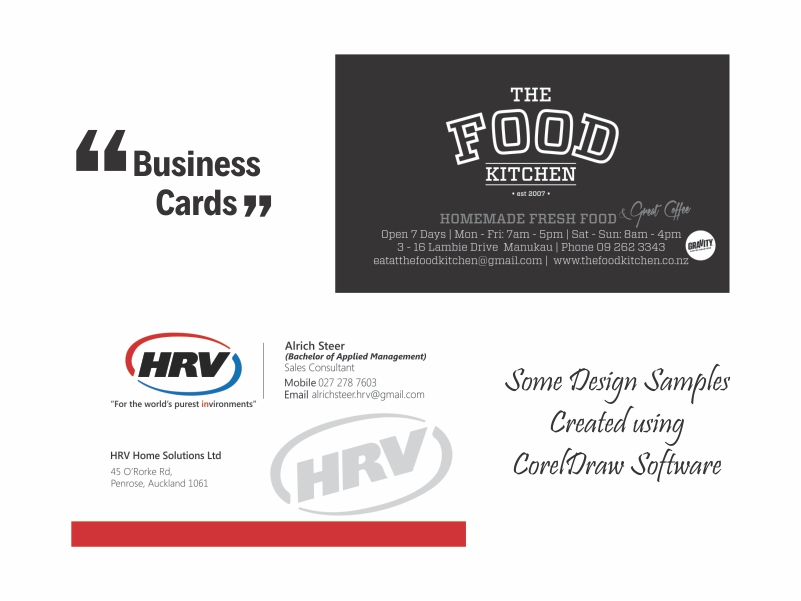 “Business
Cards”
THE
FOOD
KITCHEN
• est 2007 •
HOMEMADE FRESH FOOD & Great Coffee
Open 7 Days | Mon - Fri: 7am - 5pm | Sat - Sun: 8am - 4pm
3 - 16 Lambie Drive Manukau | Phone 09 262 3343
eatatthefoodkitchen@gmail.com | www.thefoodkitchen.co.nz
GRAVITY
HRV
“For the world's purest invironments”
Alrich Steer
(Bachelor of Applied Management)
Sales Consultant
Mobile 027 278 7603
Email alrichsteer.hrv@gmail.com
HRV Home Solutions Ltd
45 O'Rorke Rd,
Penrose, Auckland 1061
HRV
Some Design Samples
Created using
CorelDraw Software